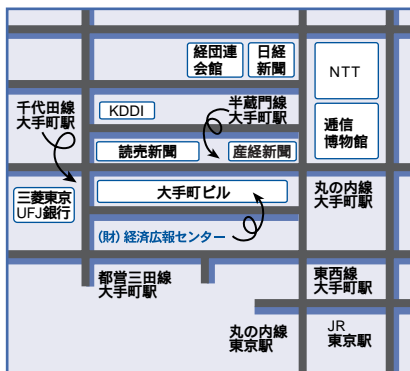 経団連
会館
日経
新聞
NTT
千代田線
大手町駅
KDDI
半蔵門線
大手町駅
逓信
博物館
読売新聞
産経新聞
三菱東京
UFJ銀行
大手町ビル
丸の内線
大手町駅
(財)経済広報センター
都営三田線
大手町駅
東西線
大手町駅
丸の内線
東京駅
JR
東京駅